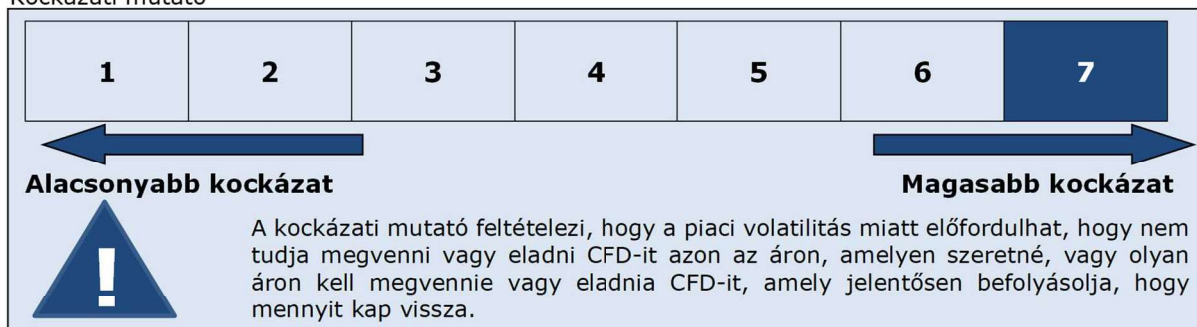 Kockázati mutató
1 2 3 4 5 6 7
Alacsonyabb kockázat Magasabb kockázat
!
A kockázati mutató feltételezi, hogy a piaci volatilitás miatt előfordulhat, hogy nem
tudja megvenni vagy eladni CFD-it azon az áron, amelyen szeretné, vagy olyan
áron kell megvennie vagy eladnia CFD-it, amely jelentősen befolyásolja, hogy
mennyit kap vissza.